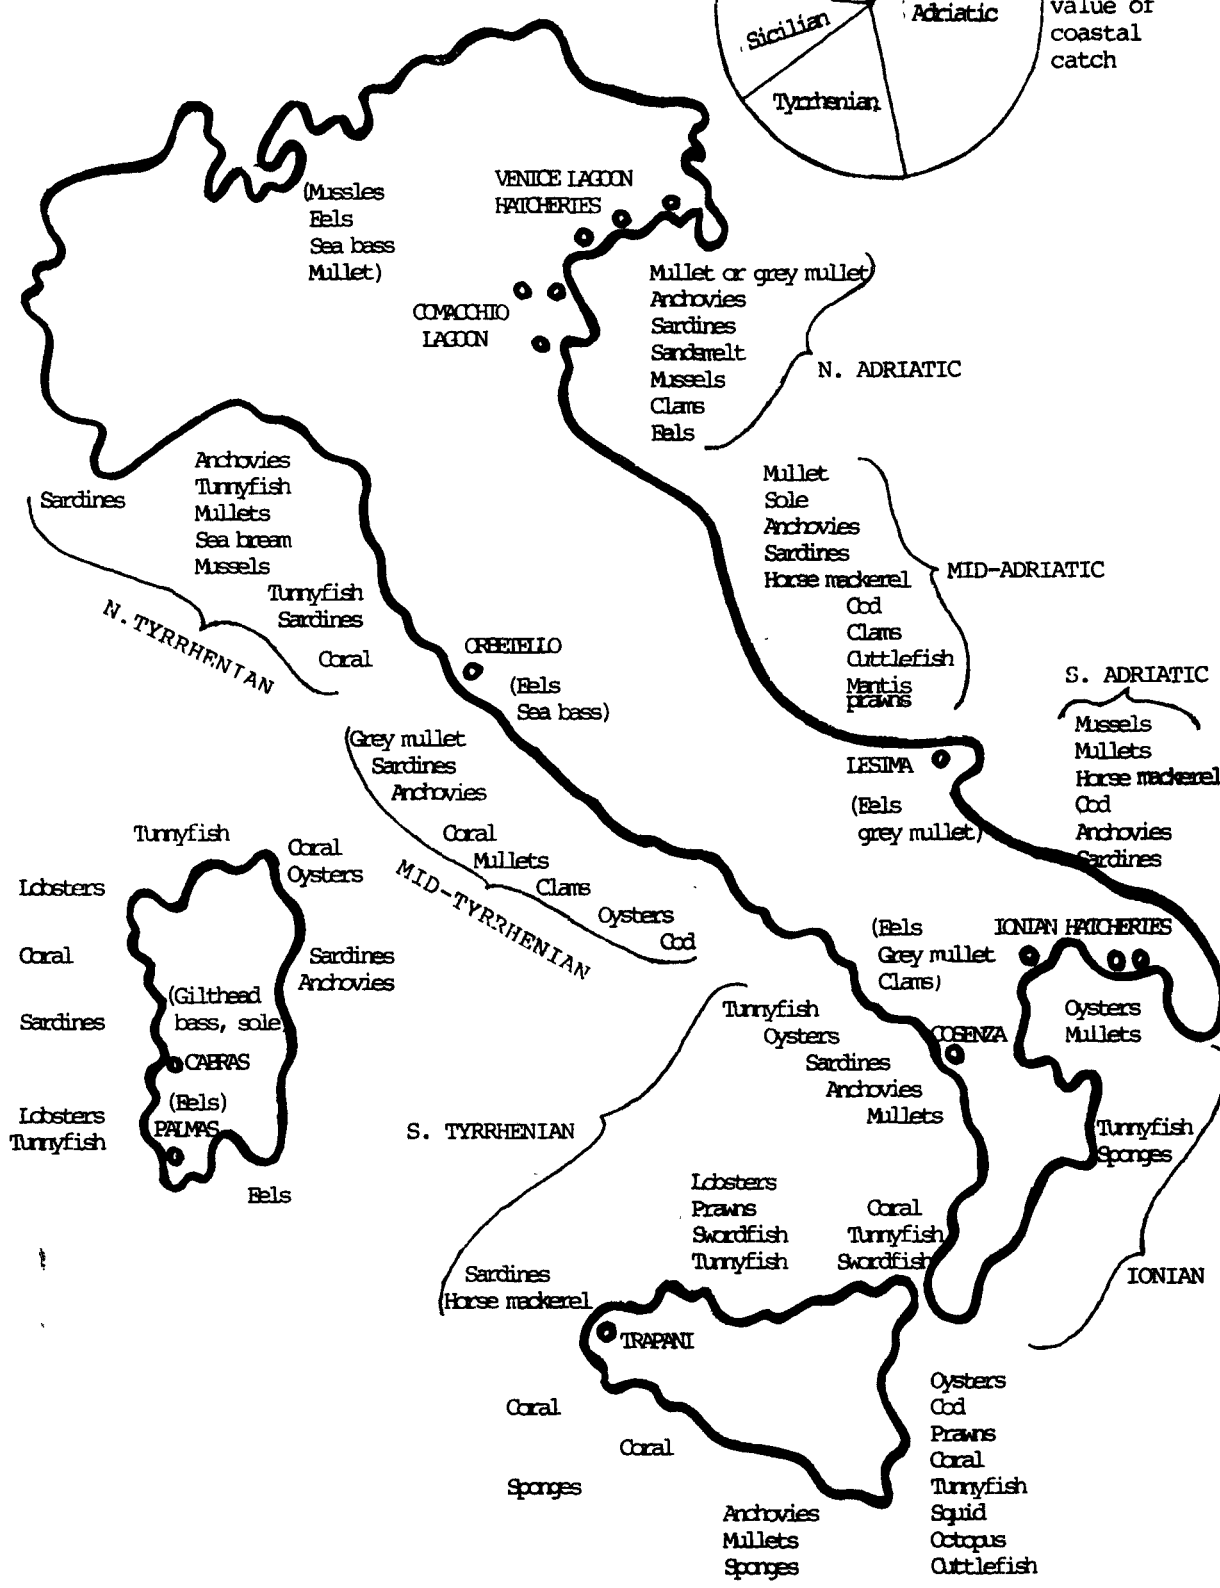 value of
coastal
catch
Adriatic
Sicilian
Tyrrhenian
VENICE LAGOON
HATCHERIES
(Mussles
Eels
Sea bass
Mullet)
COMACCHIO
LAGOON
Mullet or grey mullet)
Anchovies
Sardines
Sandsmelt
Mussels
Clams
Eels
N. ADRIATIC
Mullet
Sole
Anchovies
Sardines
Horse mackerel
Cod
Clams
Cuttlefish
Mantis
prawns
MID-ADRIATIC
Sardines
Anchovies
Tunnyfish
Mullets
Sea bream
Mussels
Tunnyfish
Sardines
Coral
N. TYRRHENIAN
ORBETELLO
(Eels
Sea bass)
S. ADRIATIC
Mussels
Mullets
Horse mackerel
Cod
Anchovies
Sardines
LESIMA
(Eels
grey mullet)
(Grey mullet
Sardines
Anchovies
Coral
Mullets
Clams
Oysters
Cod
MID-TYRRHENIAN
Tunnyfish
Coral
Oysters
Lobsters
Coral
Sardines
Anchovies
(Gilthead
bass, sole)
Sardines
CABRAS
(Eels)
PALMAS
Lobsters
Tunnyfish
Eels
(Eels
Grey mullet
Clams)
IONIAN HATCHERIES
Oysters
Mullets
COSENZA
Tunnyfish
Oysters
Sardines
Anchovies
Mullets
S. TYRRHENIAN
Tunnyfish
Sponges
IONIAN
Lobsters
Prawns
Swordfish
Tunnyfish
Coral
Tunnyfish
Swordfish
Sardines
(Horse mackerel
TRAPANI
Coral
Coral
Sponges
Anchovies
Mullets
Sponges
Oysters
Cod
Prawns
Coral
Tunnyfish
Squid
Octopus
Cuttlefish